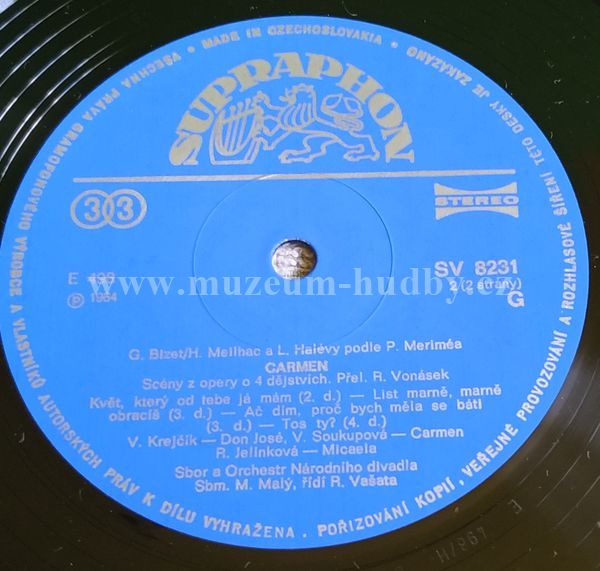 VŠECHNA PRÁVA GRAMOFONOVÉHO VÝROBCE A VLASTNÍKŮ AUTORSKÝCH PRÁV K DÍLU VYHRAŽENA. POŘIZOVÁNÍ KOPIÍ, VEŘEJNÉ PROVOZOVÁNÍ A ROZHLASOVÉ ŠÍŘENÍ TÉTO DESKY JE ZAKÁZÁNO • MADE IN CZECHOSLOVAKIA •
SUPRAPHON
33
STEREO
E 439
SV 8231
2 (2 strany)
G
℗ 1964
www.muzeum-hudby.cz
G. Bizet/H. Meilhac a L. Halévy podle P. Meriméa
CARMEN
Scény z opery o 4 dějstvích. Přel. R. Vonásek
Květ, který od tebe já mám (2. d.) — List marně, marně
obracíš (3. d.) — Ač dím, proč bych měla se báti
(3. d.) — Tos ty? (4. d.)
V. Krejčík — Don José, V. Soukupová — Carmen
R. Jelínková — Micaela
Sbor a Orchestr Národního divadla
Sbm. M. Malý, řídí R. Vašata